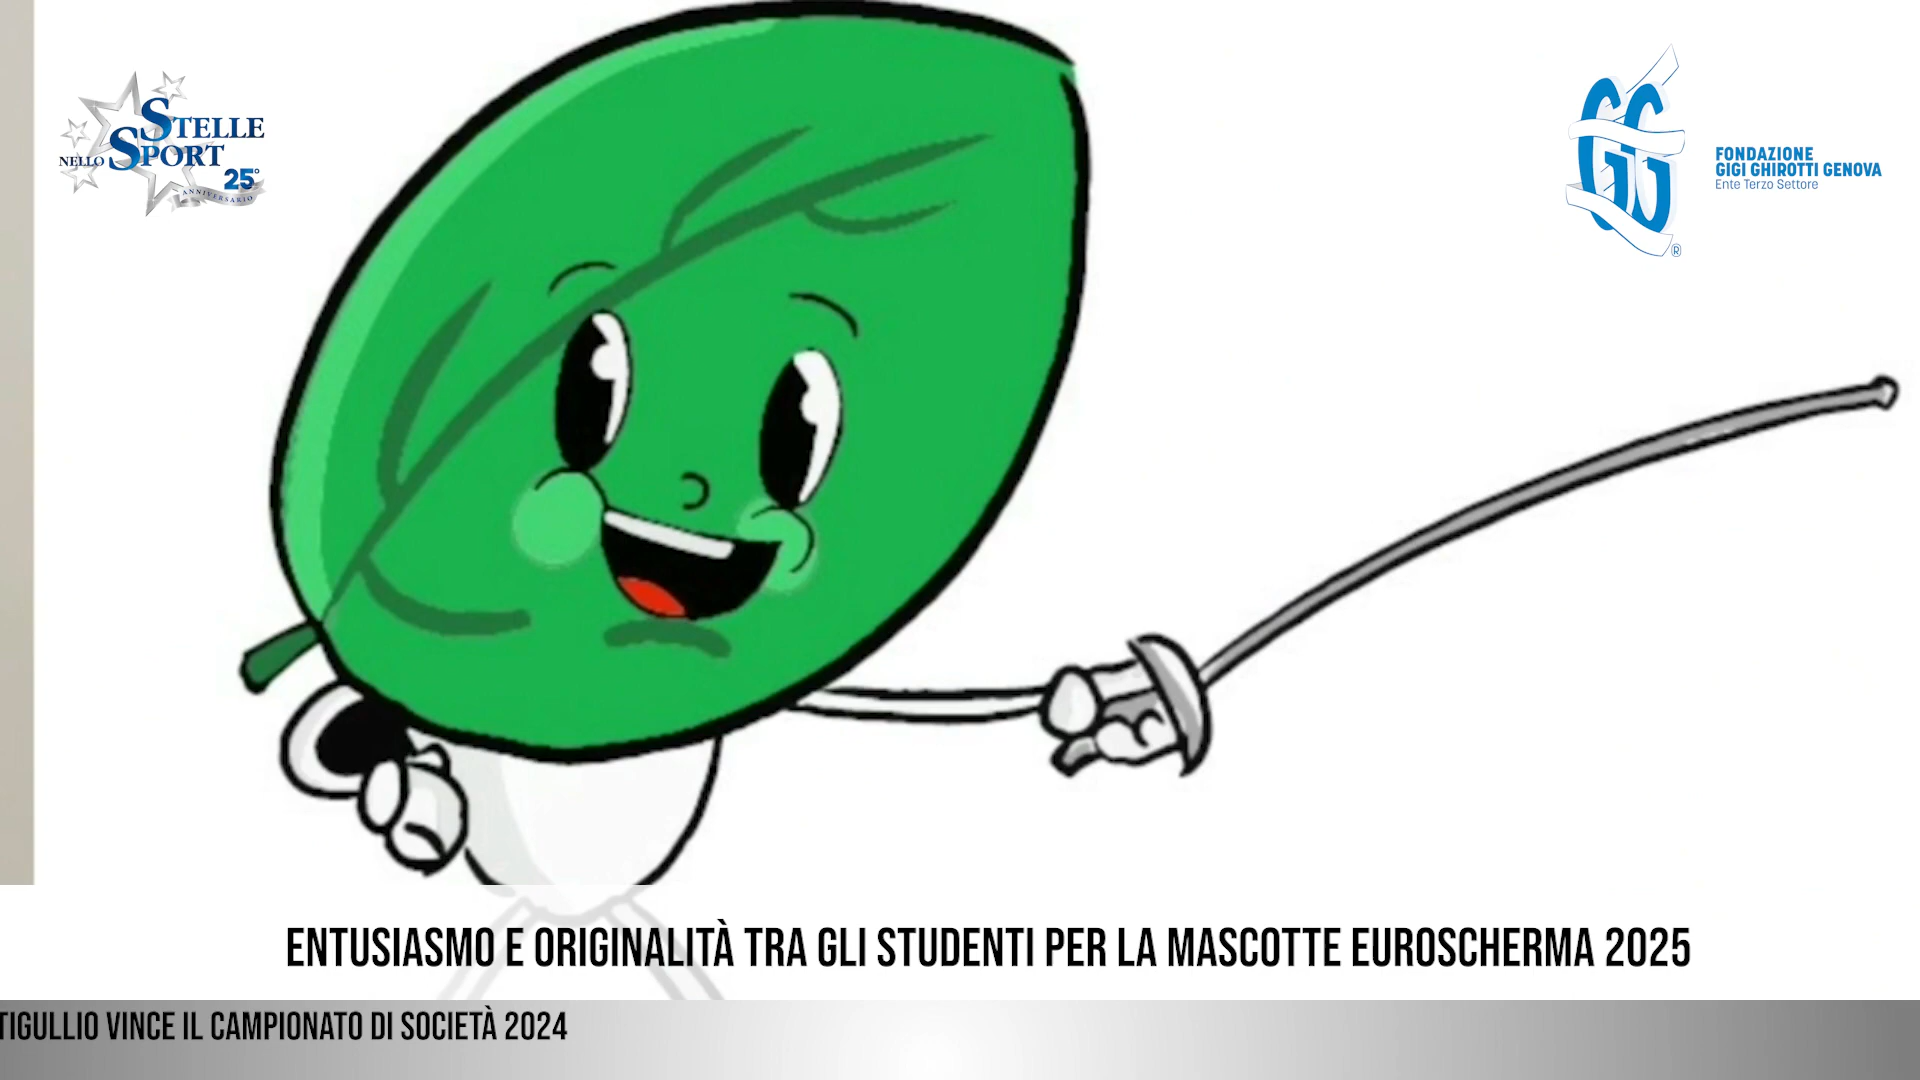 STELLE
NELLO SPORT
25°
ANNIVERSARIO
GG
®
FONDAZIONE
GIGI GHIROTTI GENOVA
Ente Terzo Settore
ENTUSIASMO E ORIGINALITÀ TRA GLI STUDENTI PER LA MASCOTTE EUROSCHERMA 2025
TIGULLIO VINCE IL CAMPIONATO DI SOCIETÀ 2024